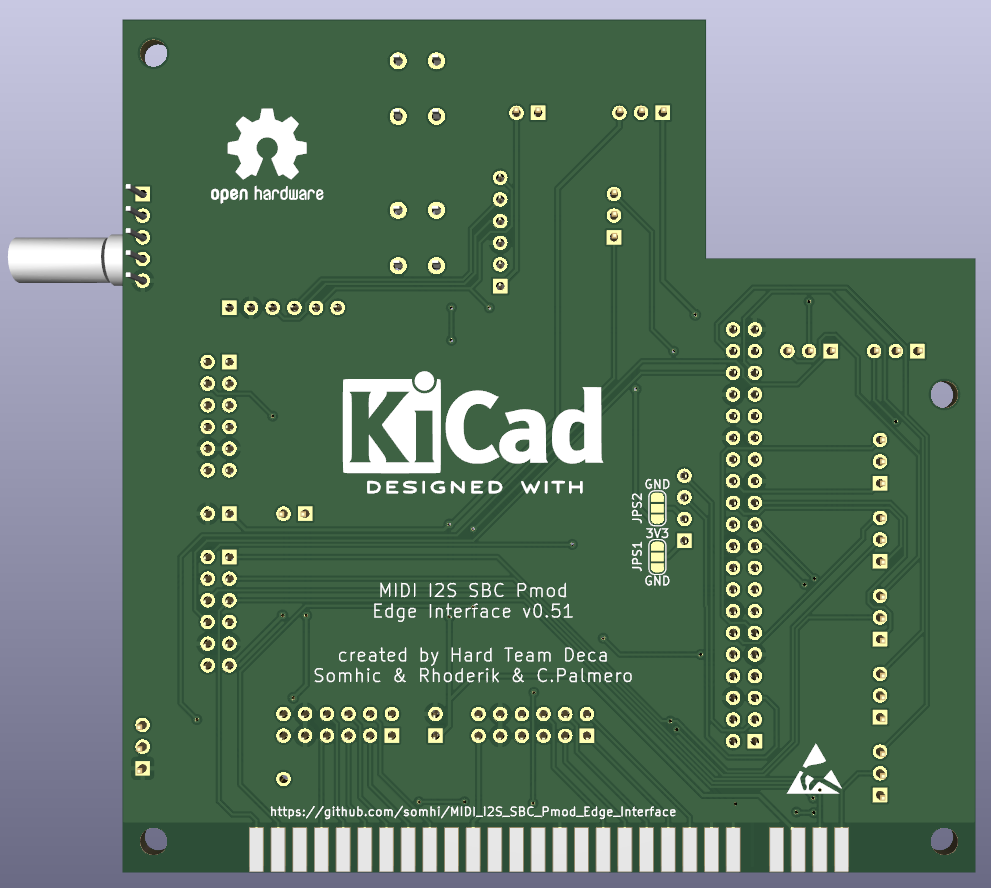 open hardware
KiCad
DESIGNED WITH
GND
JPS2
3V3
JPS1
GND
MIDI I2S SBC Pmod
Edge Interface v0.51
created by Hard Team Deca
Somhic & Rhoderik & C.Palmero
https://github.com/somhi/MIDI_I2S_SBC_Pmod_Edge_Interface